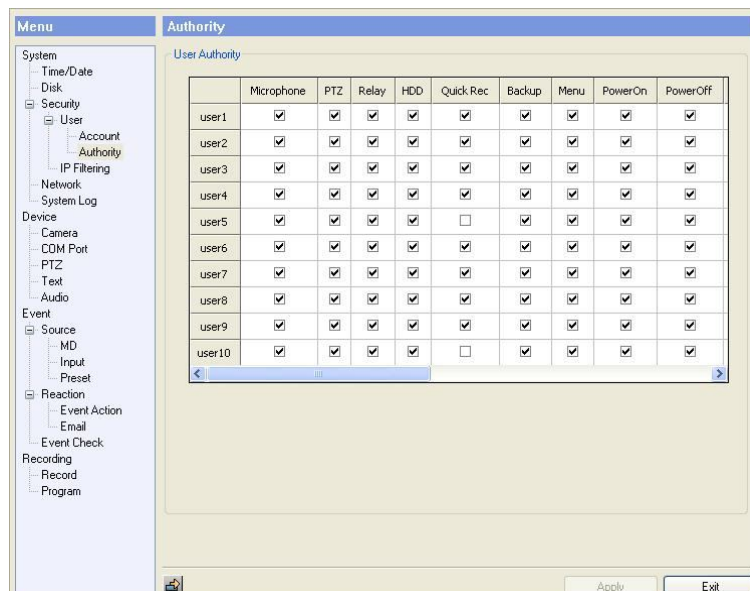 Menu
System
Time/Date
Disk
Security
User
Account
Authority
IP Filtering
Network
System Log
Device
Camera
COM Port
PTZ
Text
Audio
Event
Source
MD
Input
Preset
Reaction
Event Action
Email
Event Check
Recording
Record
Program
Authority
User Authority
Microphone PTZ Relay HDD Quick Rec Backup Menu PowerOn PowerOff
user1
user2
user3
user4
user5
user6
user7
user8
user9
user10
Apply Exit